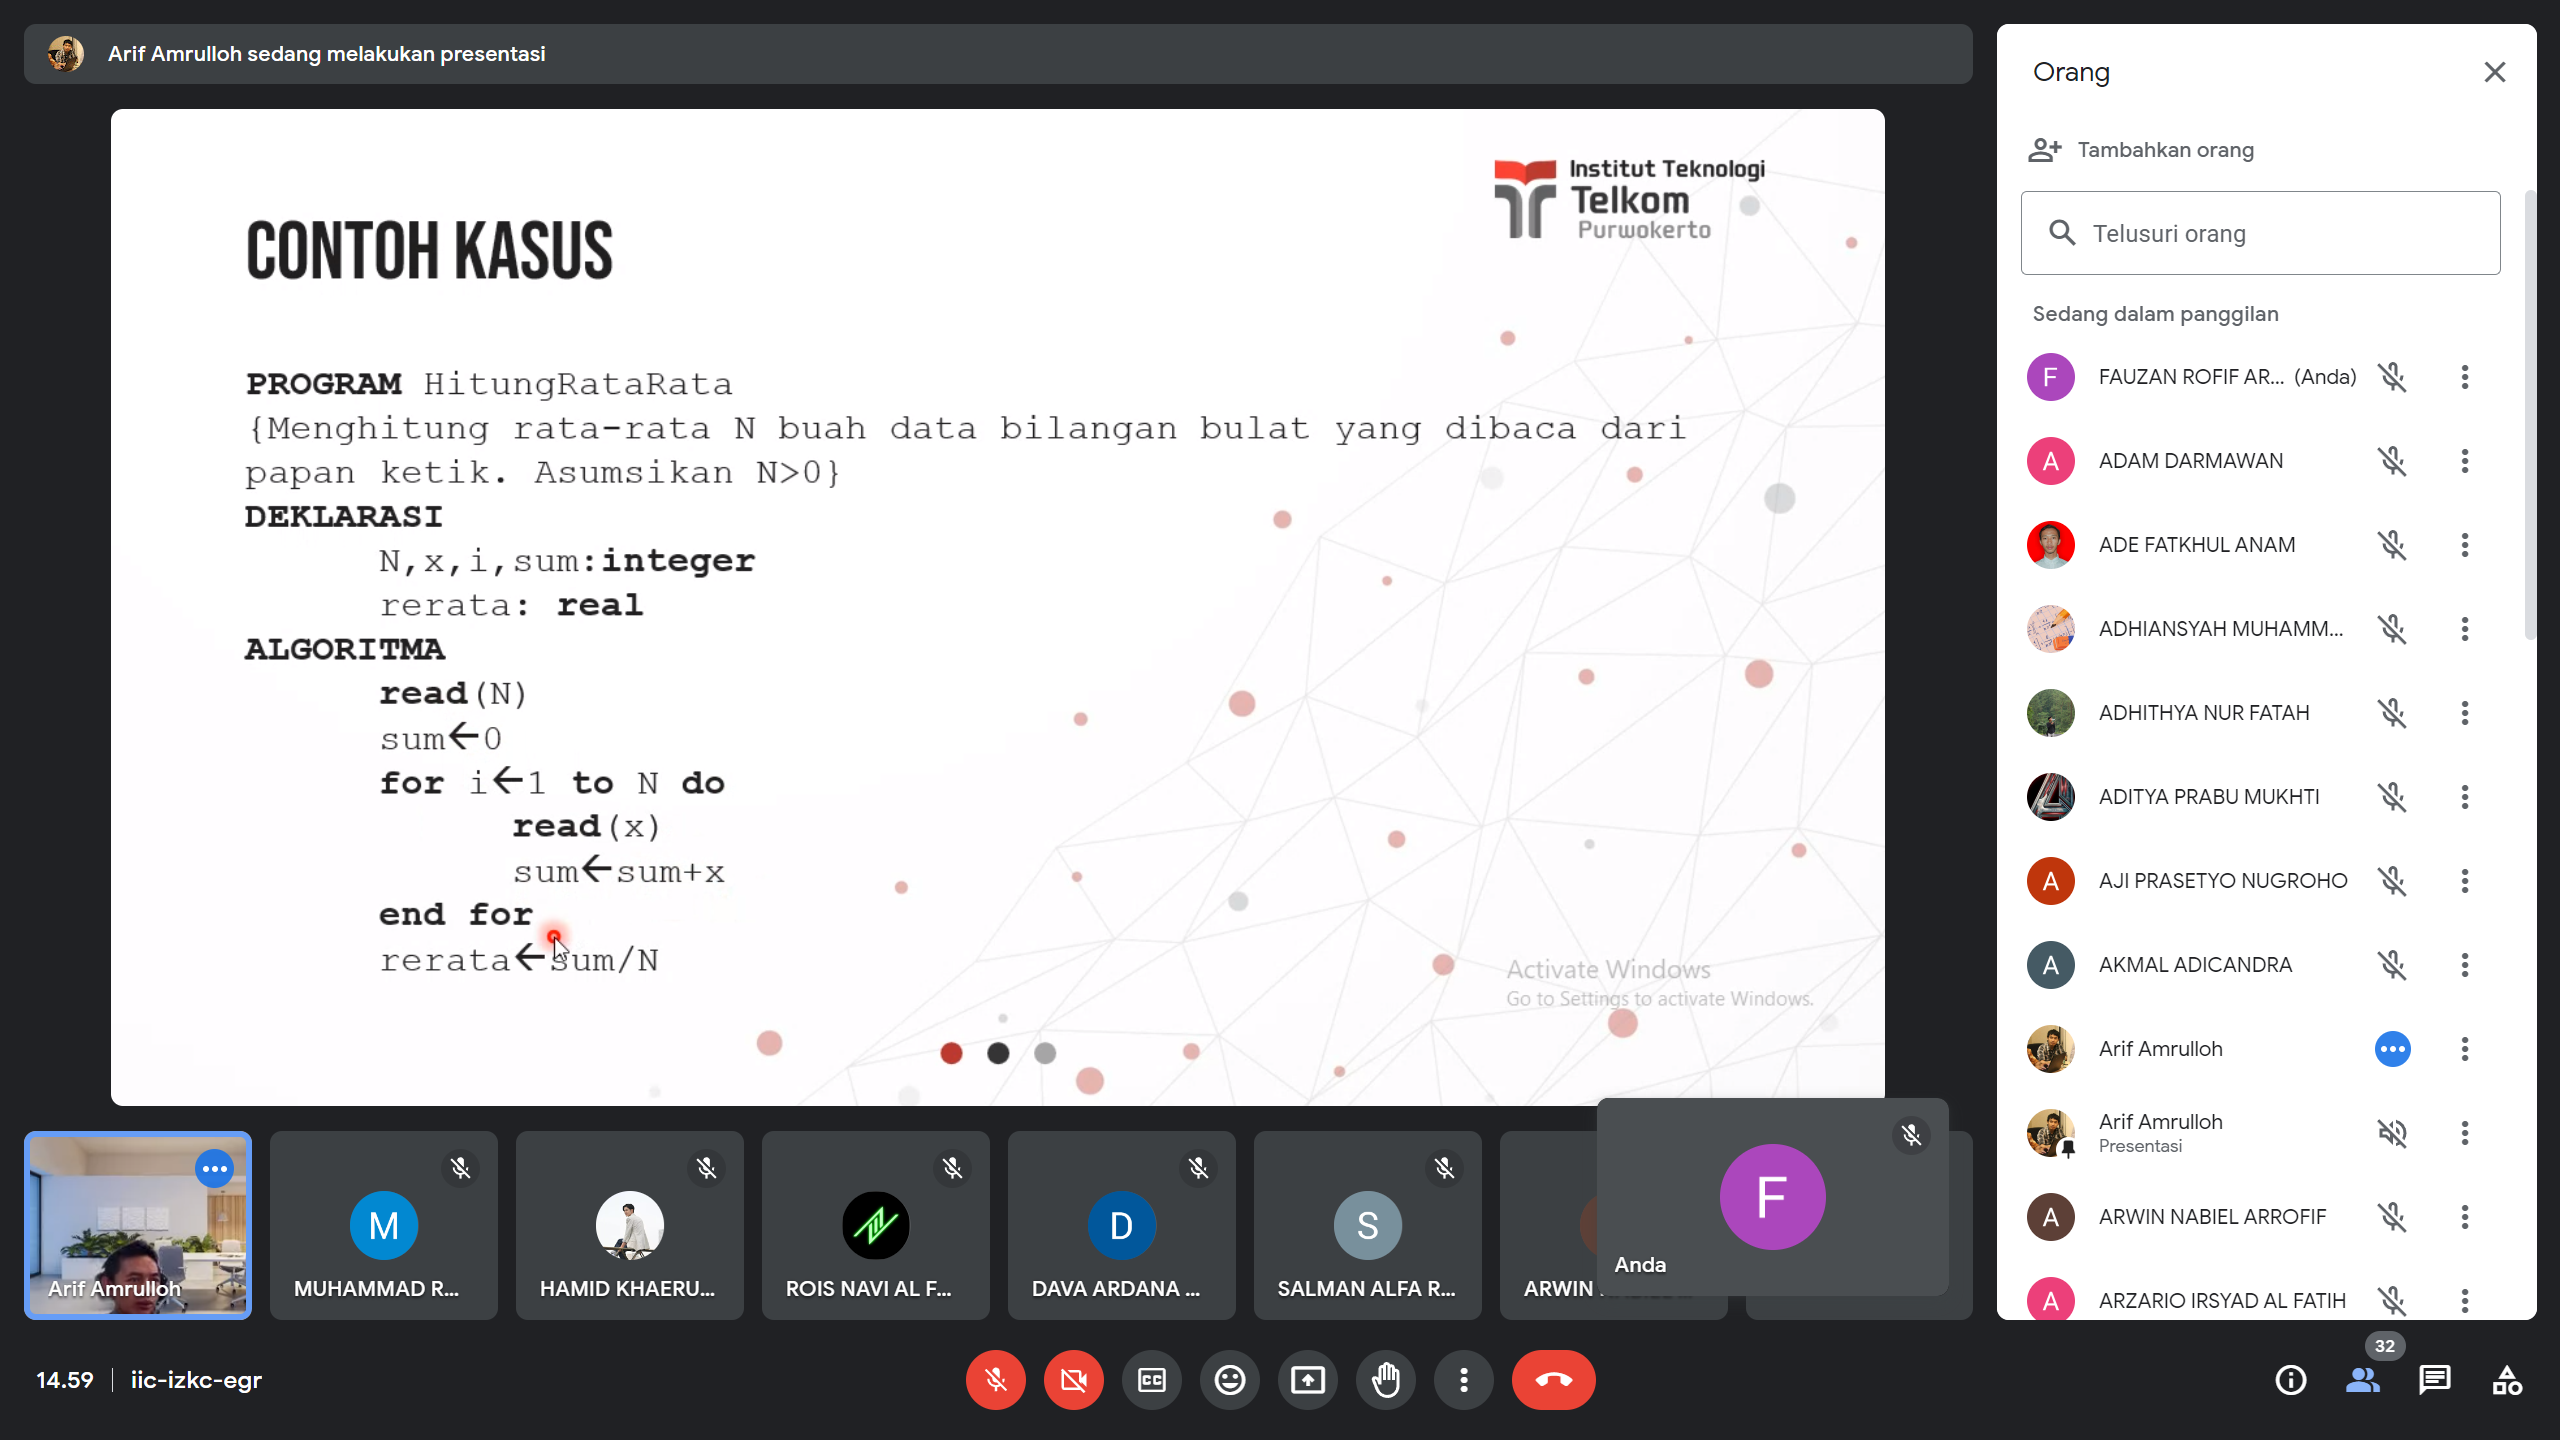 Arif Amrulloh sedang melakukan presentasi
Institut Teknologi
Telkom
Purwokerto
CONTOH KASUS
PROGRAM HitungRataRata
{Menghitung rata-rata N buah data bilangan bulat yang dibaca dari
papan ketik. Asumsikan N>0}
DEKLARASI
N,x,i,sum:integer
rerata: real
ALGORITMA
read(N)
sum←0
for i←1 to N do
read(x)
sum←sum+x
end for
rerata←sum/N
Activate Windows
Go to Settings to activate Windows.
Arif Amrulloh
MUHAMMAD R...
HAMID KHAERU...
ROIS NAVI AL F...
D
DAVA ARDANA ...
M
S
SALMAN ALFA R...
ARWIN
F
Anda
14.59
iic-izkc-egr
CC
Orang
Tambahkan orang
Telusuri orang
Sedang dalam panggilan
F
FAUZAN ROFIF AR... (Anda)
A
ADAM DARMAWAN
ADE FATKHUL ANAM
ADHIANSYAH MUHAMM...
ADHITHYA NUR FATAH
ADITYA PRABU MUKHTI
A
AJI PRASETYO NUGROHO
A
AKMAL ADICANDRA
Arif Amrulloh
Arif Amrulloh
Presentasi
A
ARWIN NABIEL ARROFIF
A
ARZARIO IRSYAD AL FATIH
32